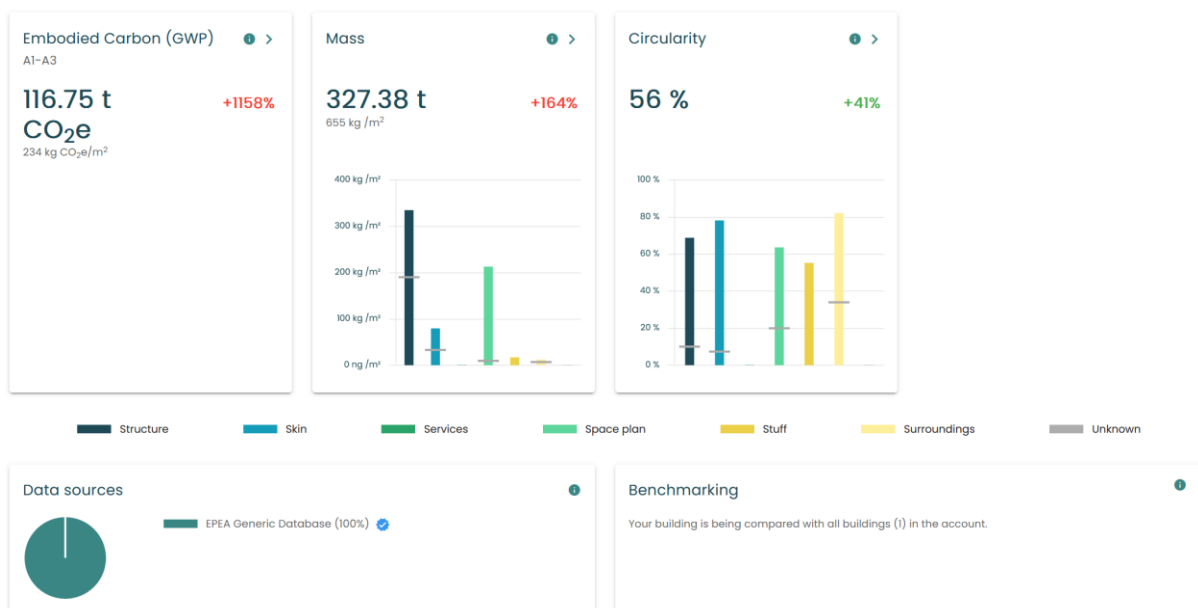 Embodied Carbon (GWP)
A1-A3
116.75 t
CO₂e
+1158%
234 kg CO₂e/m²
Mass
327.38 t
+164%
655 kg /m²
400 kg /m²
300 kg /m²
200 kg /m²
100 kg /m²
0 ng /m²
Circularity
56 %
+41%
100 %
80 %
60 %
40 %
20 %
0 %
Structure
Skin
Services
Space plan
Stuff
Surroundings
Unknown
Data sources
EPEA Generic Database (100%)
Benchmarking
Your building is being compared with all buildings (1) in the account.